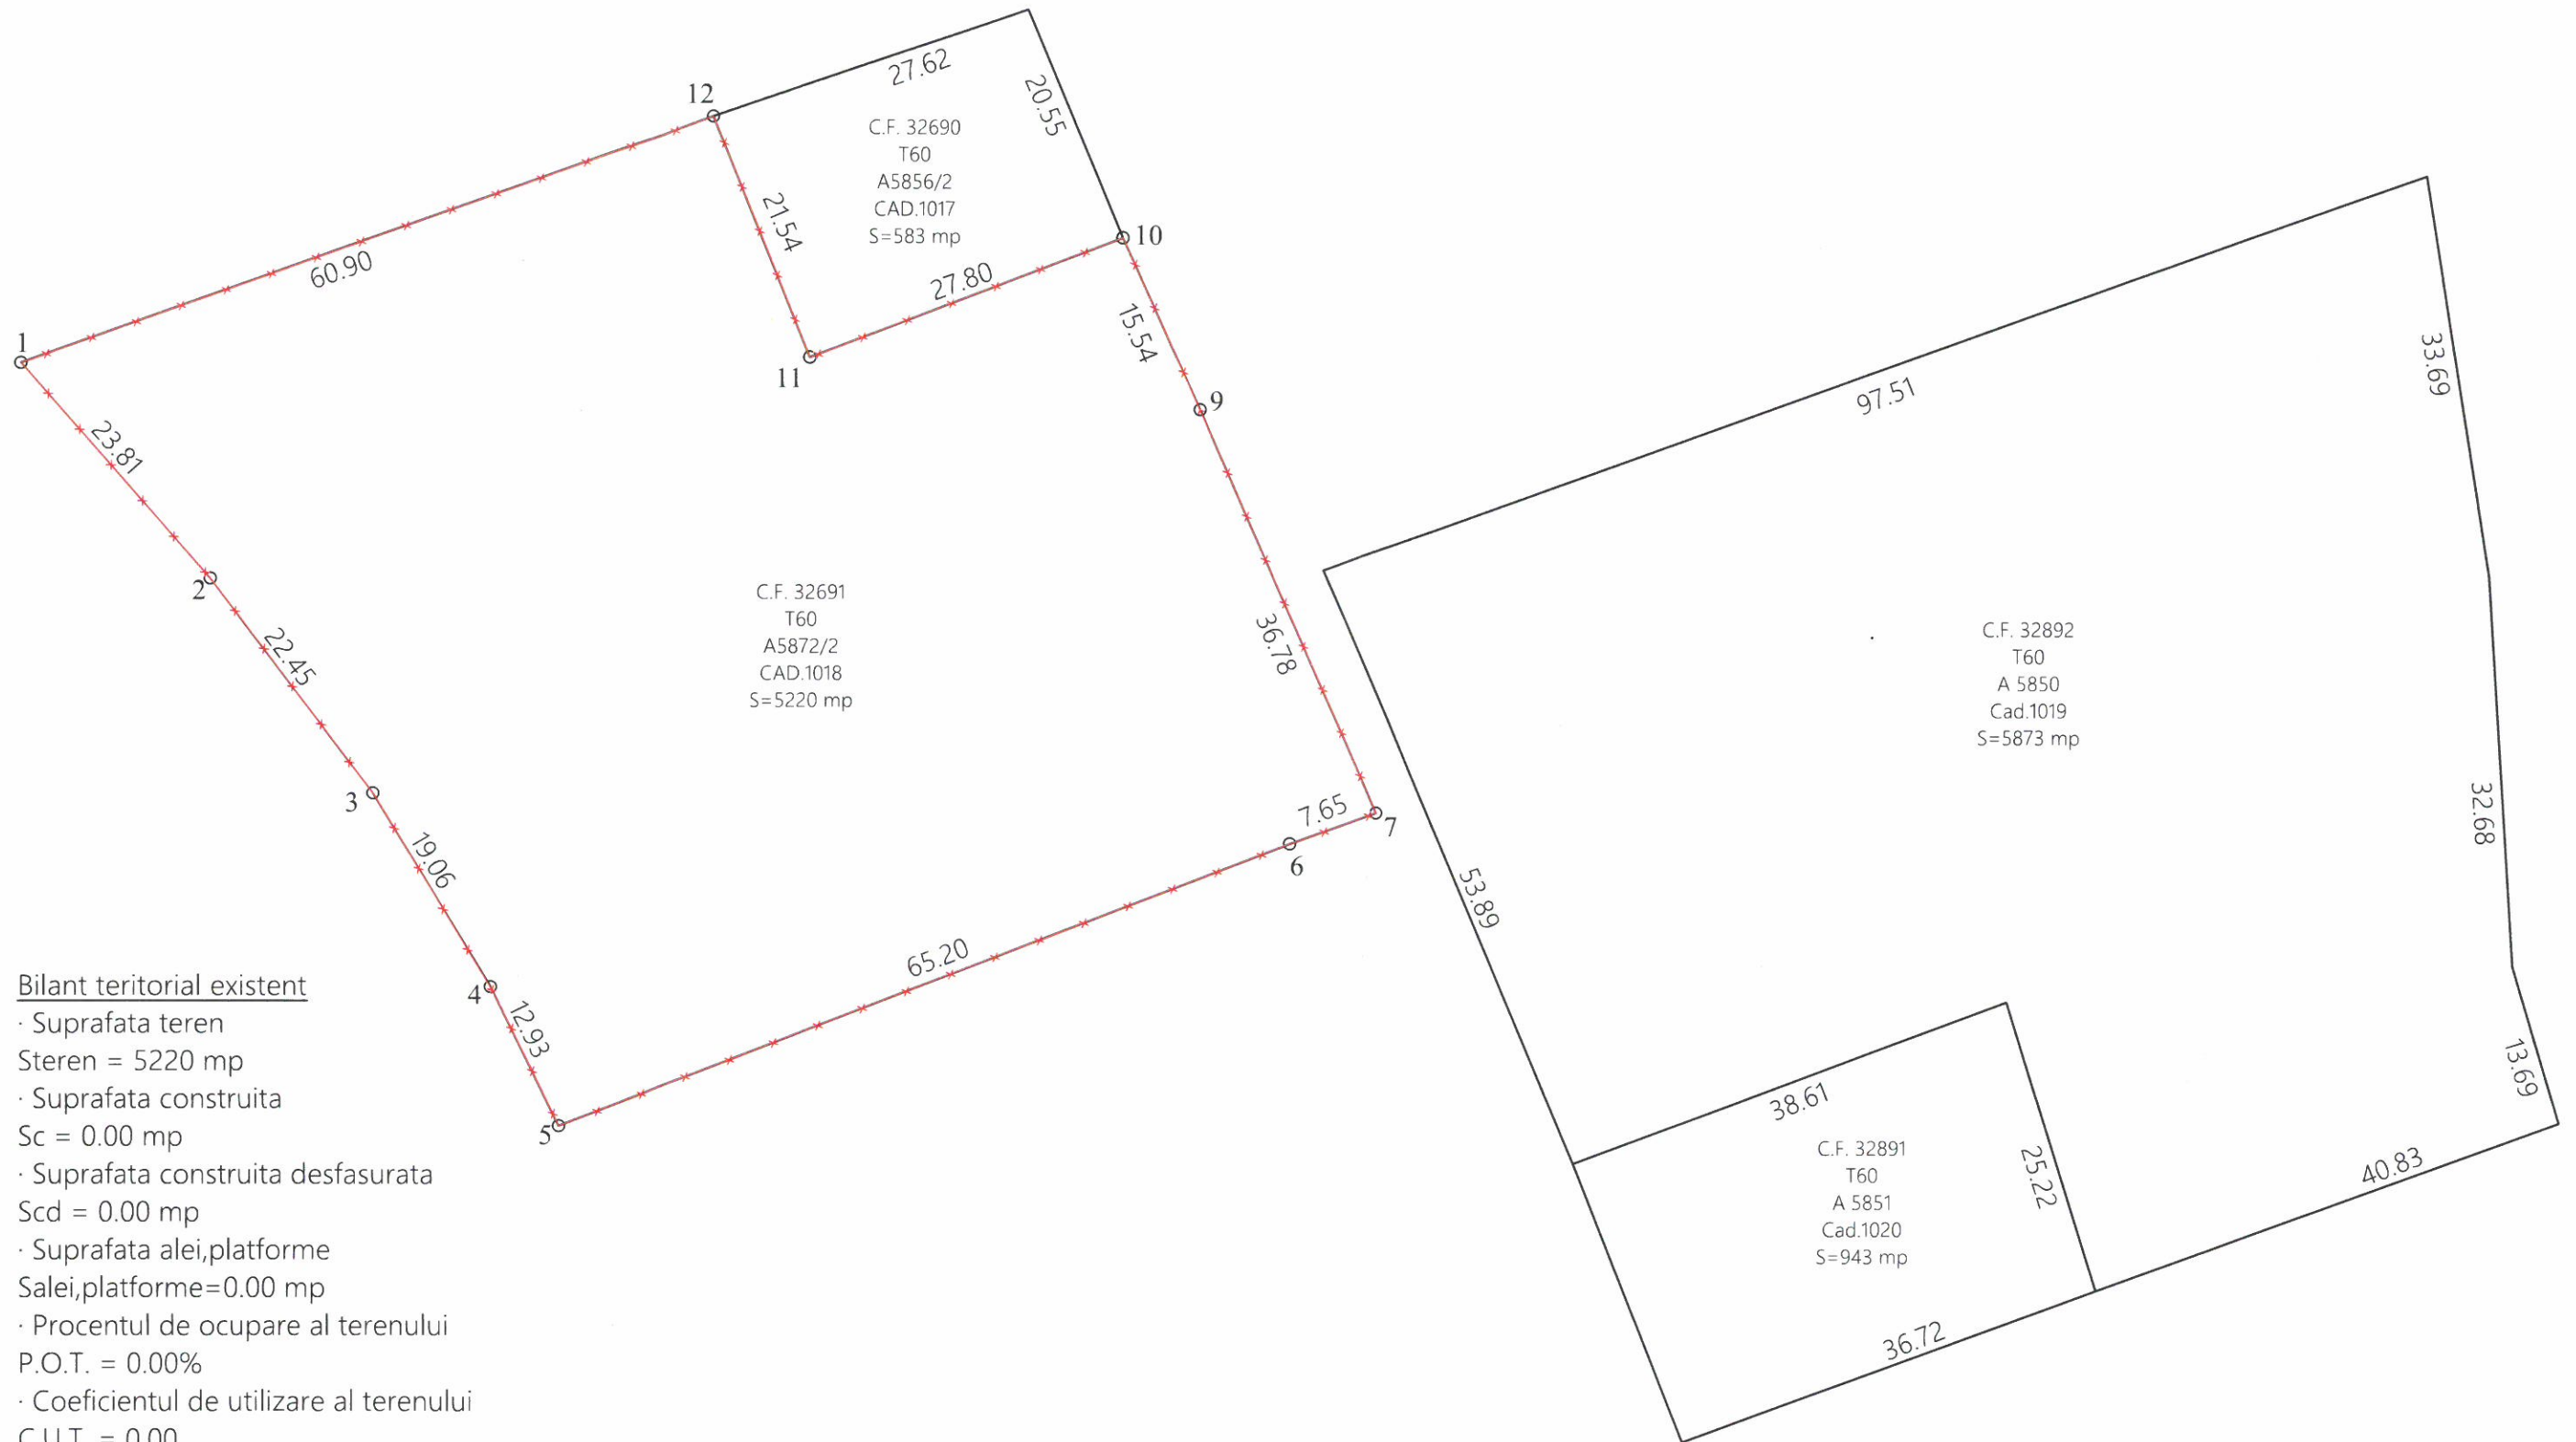 27.62
12
20.55
C.F. 32690
T60
A5856/2
CAD.1017
S=583 mp
21.54
10
60.90
27.80
15.54
1
11
9
33.69
97.51
23.81
2
22.45
C.F. 32691
T60
A5872/2
CAD.1018
S=5220 mp
36.78
C.F. 32892
T60
A 5850
Cad.1019
S=5873 mp
3
7.65
7
6
19.06
32.68
53.89
65.20
4
12.93
5
Bilant teritorial existent
· Suprafata teren
Steren = 5220 mp
· Suprafata construita
Sc = 0.00 mp
· Suprafata construita desfasurata
Scd = 0.00 mp
· Suprafata alei,platforme
Salei,platforme=0.00 mp
· Procentul de ocupare al terenului
P.O.T. = 0.00%
· Coeficientul de utilizare al terenului
C.U.T. = 0.00
13.69
38.61
C.F. 32891
T60
A 5851
Cad.1020
S=943 mp
25.22
40.83
36.72